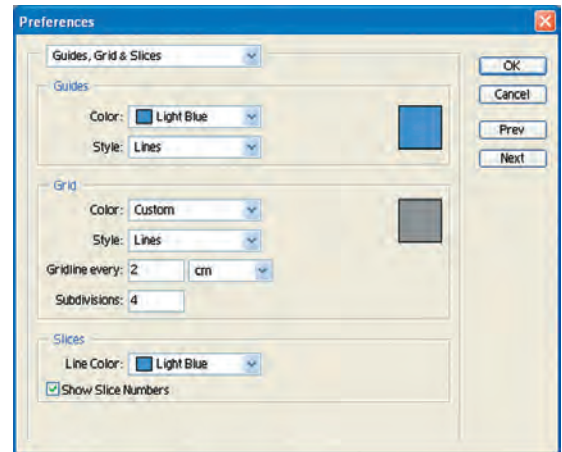 Preferences
Guides, Grid & Slices
OK
Cancel
Prev
Next
Guides
Color: Light Blue
Style: Lines
Grid
Color: Custom
Style: Lines
Gridline every: 2 cm
Subdivisions: 4
Slices
Line Color: Light Blue
Show Slice Numbers